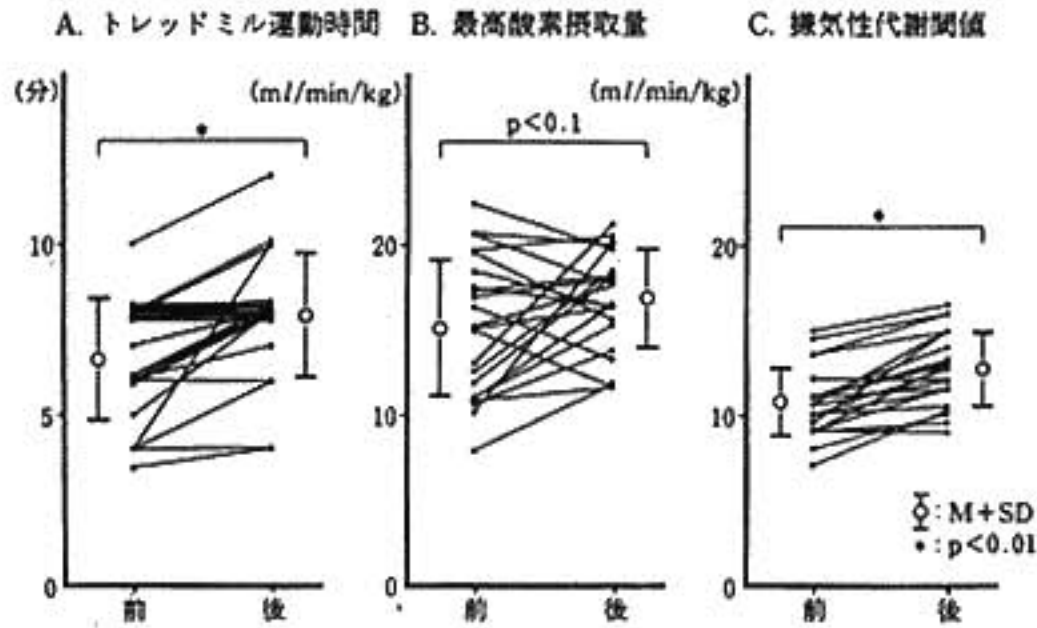 A. トレッドミル運動時間 B. 最高酸素摂取量 C. 嫌気性代謝閾値
(分) (ml/min/kg) (ml/min/kg)
*
p<0.1
*
10 20 20
5 10 10
M+SD
* : p<0.01
0 0 0
前 後 前 後 前 後